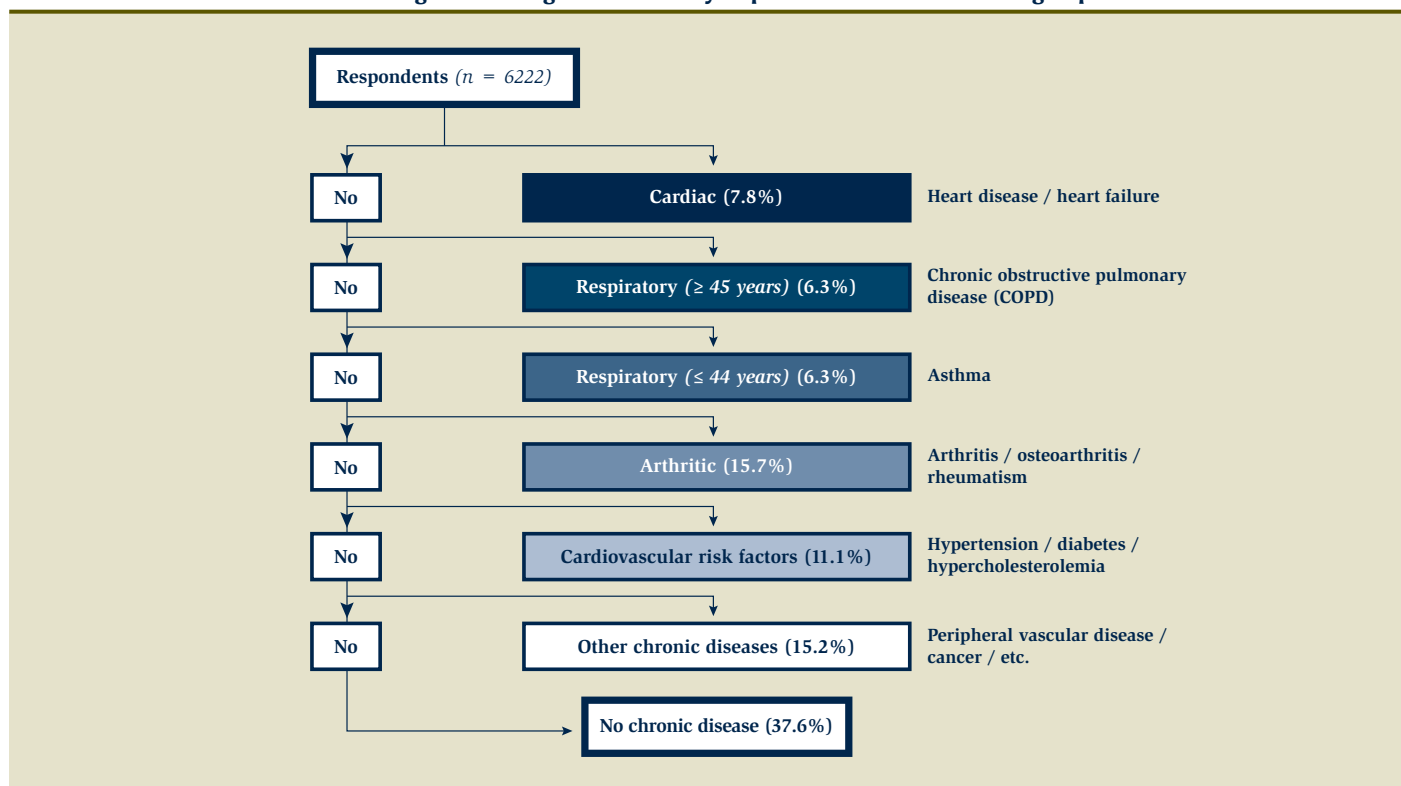 Respondents (n = 6222)
No
Cardiac (7.8%)
Heart disease / heart failure
No
Respiratory (≥ 45 years) (6.3%)
Chronic obstructive pulmonary
disease (COPD)
No
Respiratory (≤ 44 years) (6.3%)
Asthma
No
Arthritic (15.7%)
Arthritis / osteoarthritis /
rheumatism
No
Cardiovascular risk factors (11.1%)
Hypertension / diabetes /
hypercholesterolemia
No
Other chronic diseases (15.2%)
Peripheral vascular disease /
cancer / etc.
No chronic disease (37.6%)